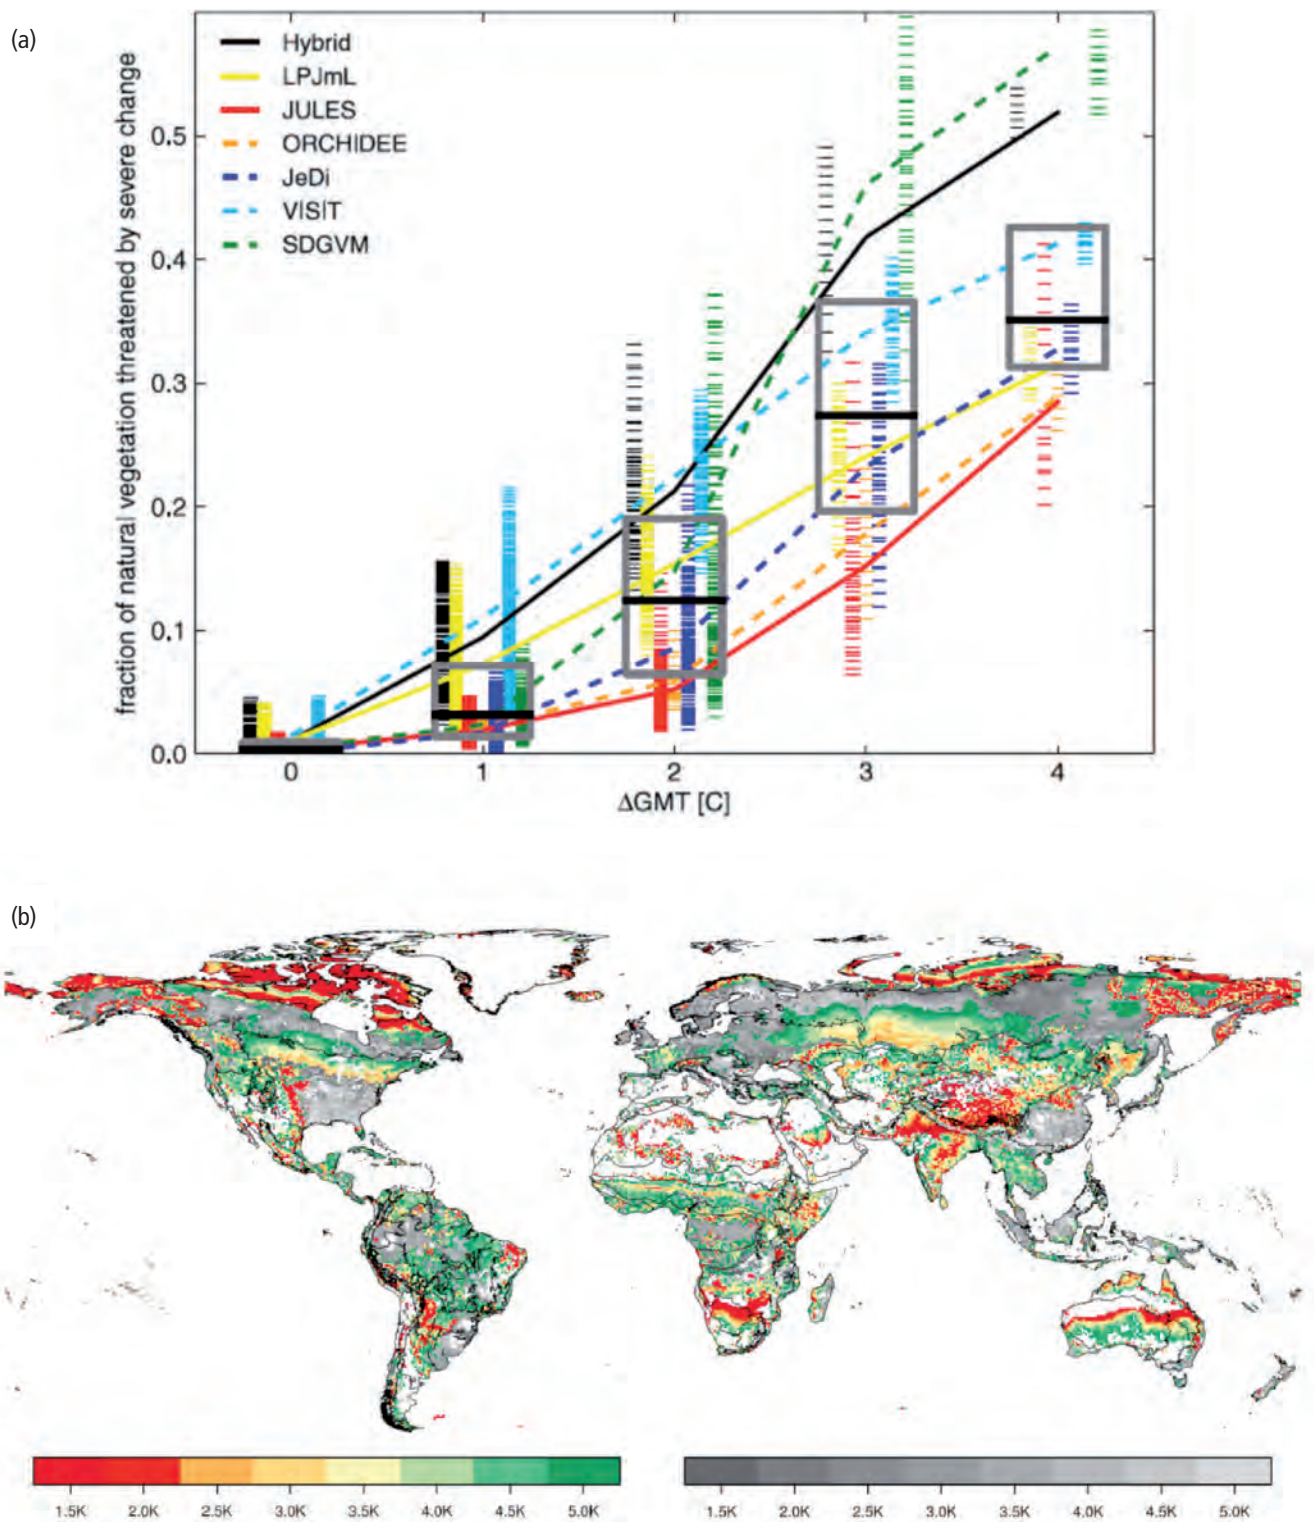 (a)
fraction of natural vegetation threatened by severe change
Hybrid
LPJmL
JULES
ORCHIDEE
JeDi
VISIT
SDGVM
0.5
0.4
0.3
0.2
0.1
0.0
0 1 2 3 4
ΔGMT [C]
(b)
1.5K 2.0K 2.5K 3.0K 3.5K 4.0K 4.5K 5.0K
1.5K 2.0K 2.5K 3.0K 3.5K 4.0K 4.5K 5.0K